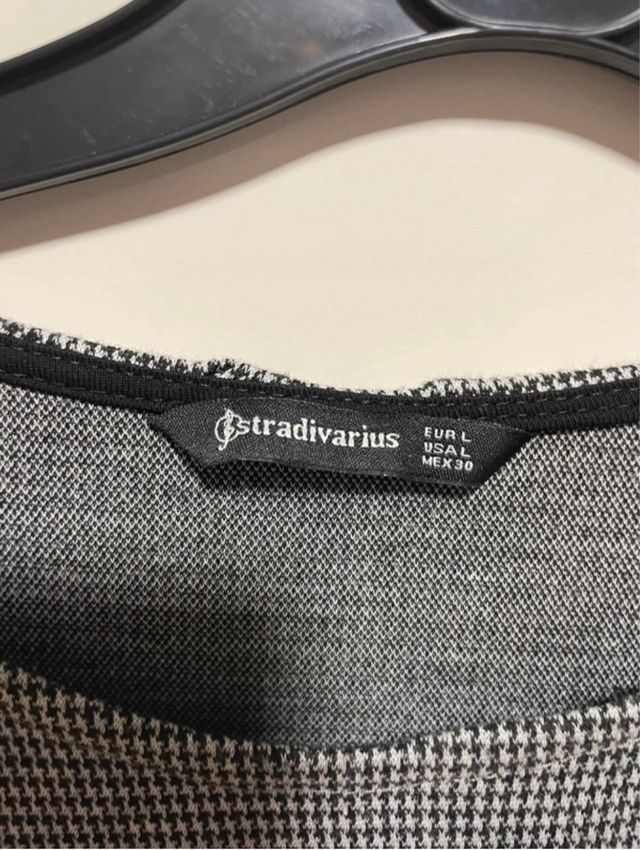 stradivarius
EUR L
USA L
MEX 30